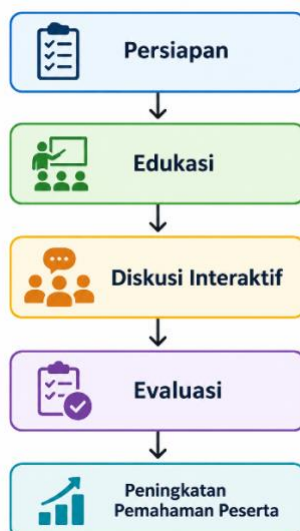 Persiapan
Edukasi
Diskusi Interaktif
Evaluasi
Peningkatan
Pemahaman Peserta